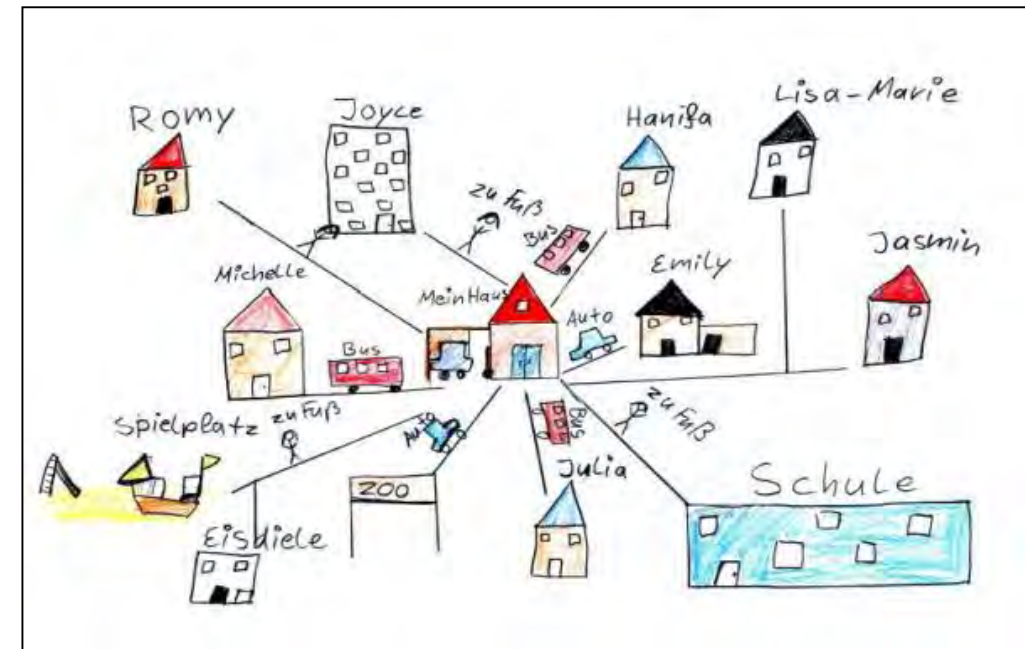 Romy
Joyce
Hanifa
Lisa-Marie
zu Fuß
Bus
Jasmin
Michelle
Mein Haus
Emily
Auto
Bus
Spielplatz
zu Fuß
Auto
Bus
zu Fuß
ZOO
Julia
Schule
Eisdiele